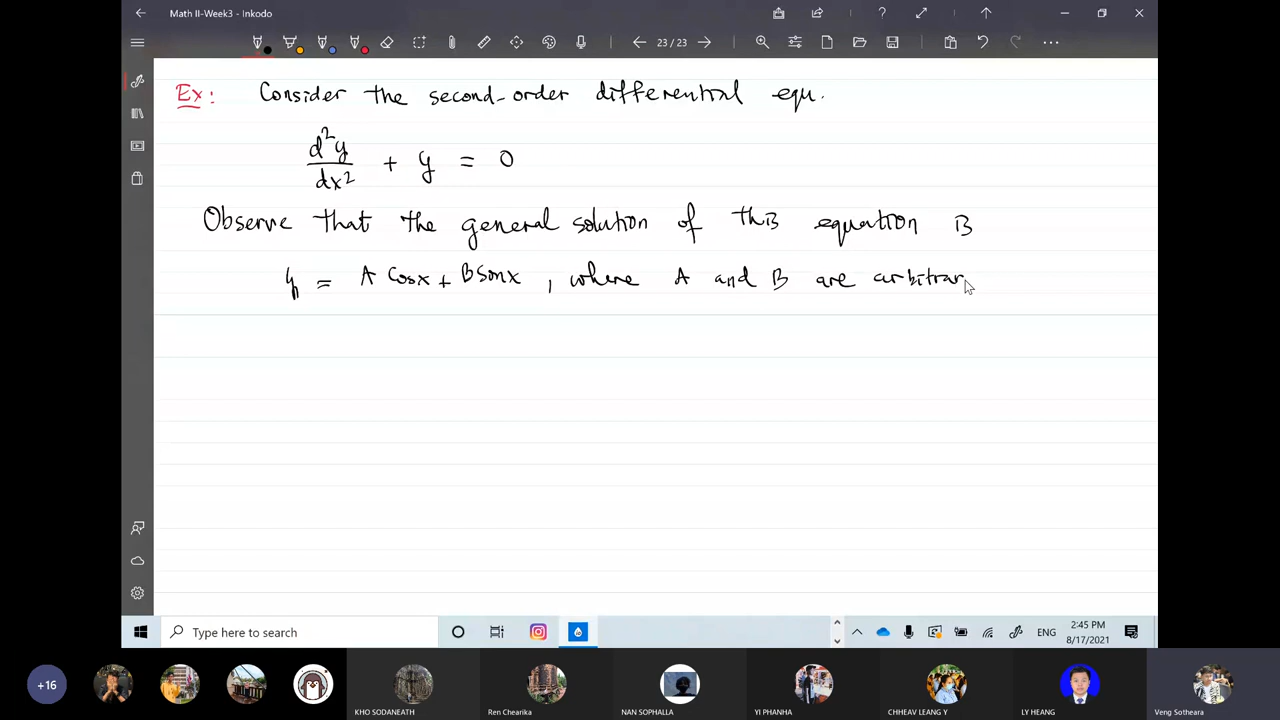 Math II-Week3 - Inkodo
23 / 23
Ex: Consider the second-order differential equ.
d²y/dx² + y = 0
Observe that the general solution of this equation is
y = A cosx + B sinx , where A and B are arbitrar
Type here to search
ENG
2:45 PM
8/17/2021
+16
KHO SODANEATH
Ren Chearika
NAN SOPHALLA
YI PHANHA
CHHEAV LEANG Y
LY HEANG
Veng Sotheara